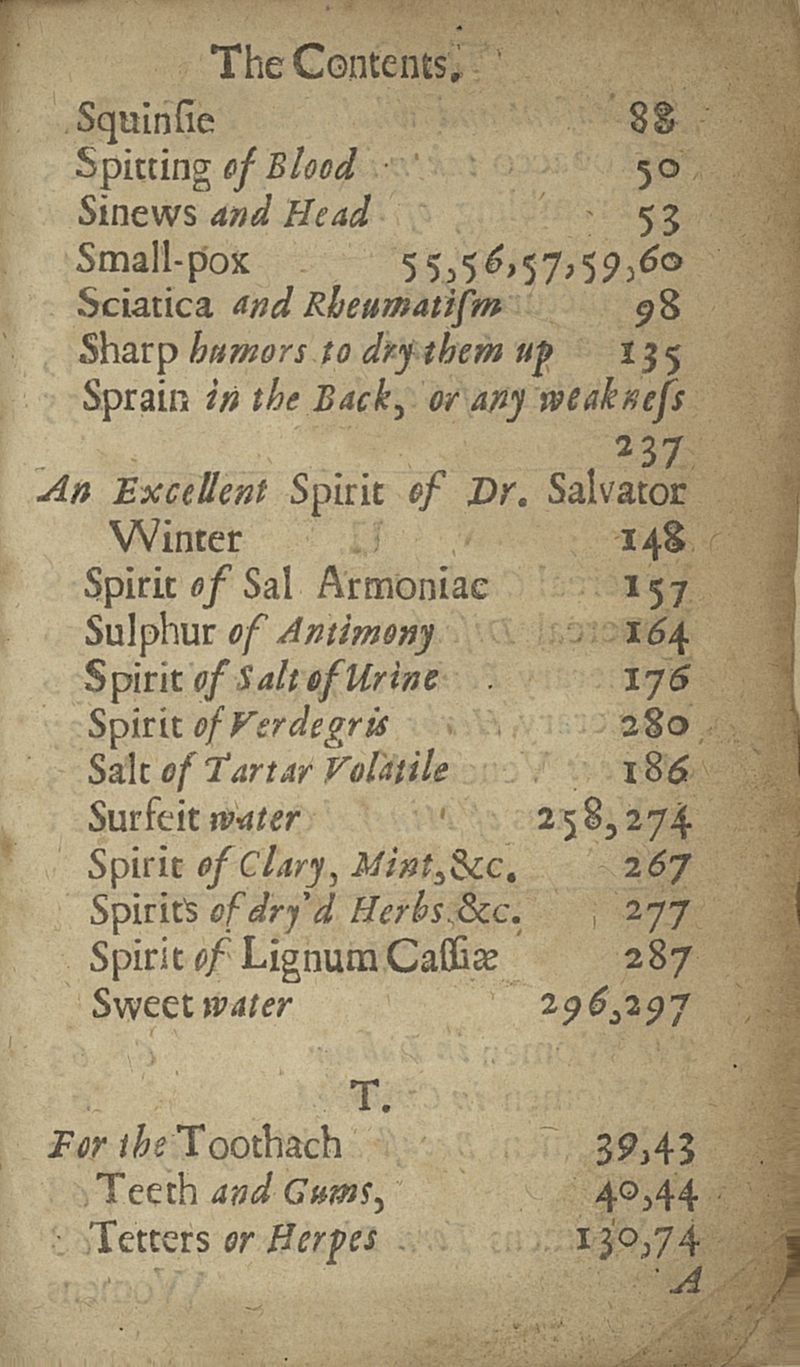 The Contents.
Squinſie 88
Spitting of Blood 50
Sinews and Head 53
Small-pox 55,56,57,59,60
Sciatica and Rheumatiſm 98
Sharp humors to dry them up 135
Sprain in the Back, or any weakneſs
237
An Excellent Spirit of Dr. Salvator
Winter 148
Spirit of Sal Armoniac 157
Sulphur of Antimony 164
Spirit of Salt of Urine 176
Spirit of Verdegris 280
Salt of Tartar Volatile 186
Surfeit water 258,274
Spirit of Clary, Mint,&c. 267
Spirits of dry'd Herbs,&c. 277
Spirit of Lignum Caſſiæ 287
Sweet water 296,297
T.
For the Toothach 39,43
Teeth and Gums, 40,44
Tetters or Herpes 130,74
A